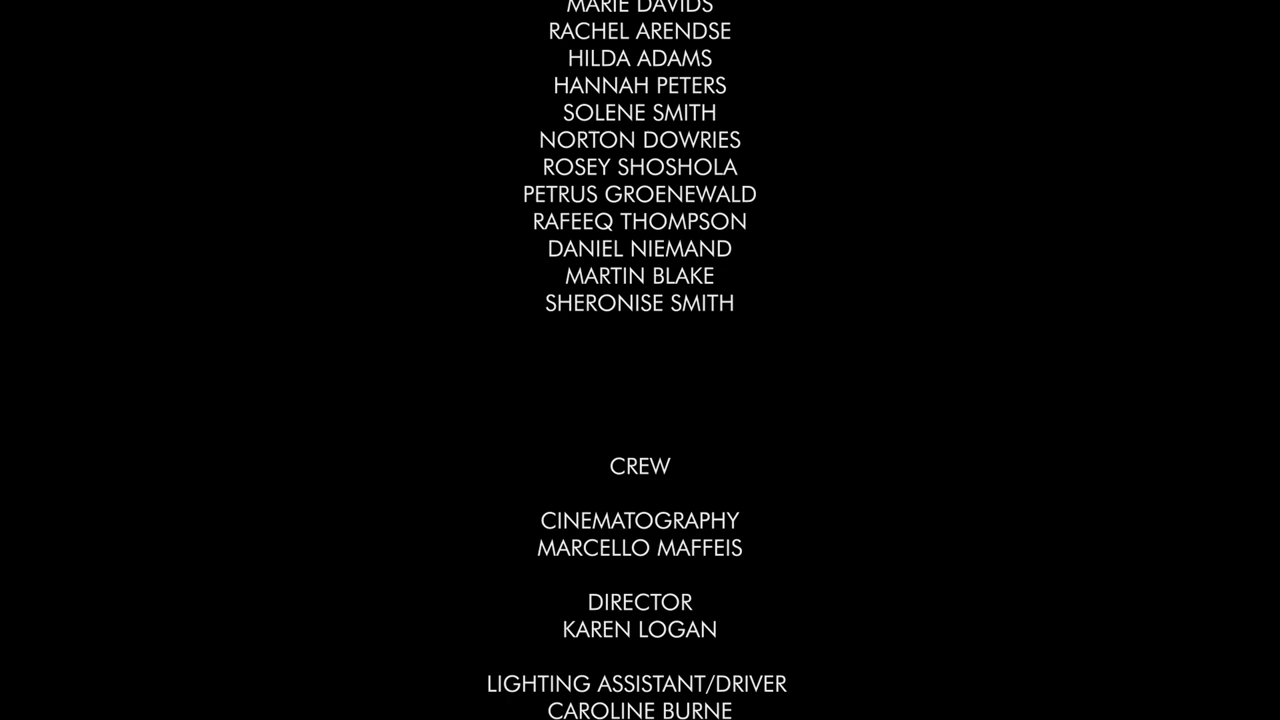 MARIE DAVIDS
RACHEL ARENDSE
HILDA ADAMS
HANNAH PETERS
SOLENE SMITH
NORTON DOWRIES
ROSEY SHOSHOLA
PETRUS GROENEWALD
RAFEEQ THOMPSON
DANIEL NIEMAND
MARTIN BLAKE
SHERONISE SMITH
CREW
CINEMATOGRAPHY
MARCELLO MAFFEIS
DIRECTOR
KAREN LOGAN
LIGHTING ASSISTANT/DRIVER
CAROLINE BURNE